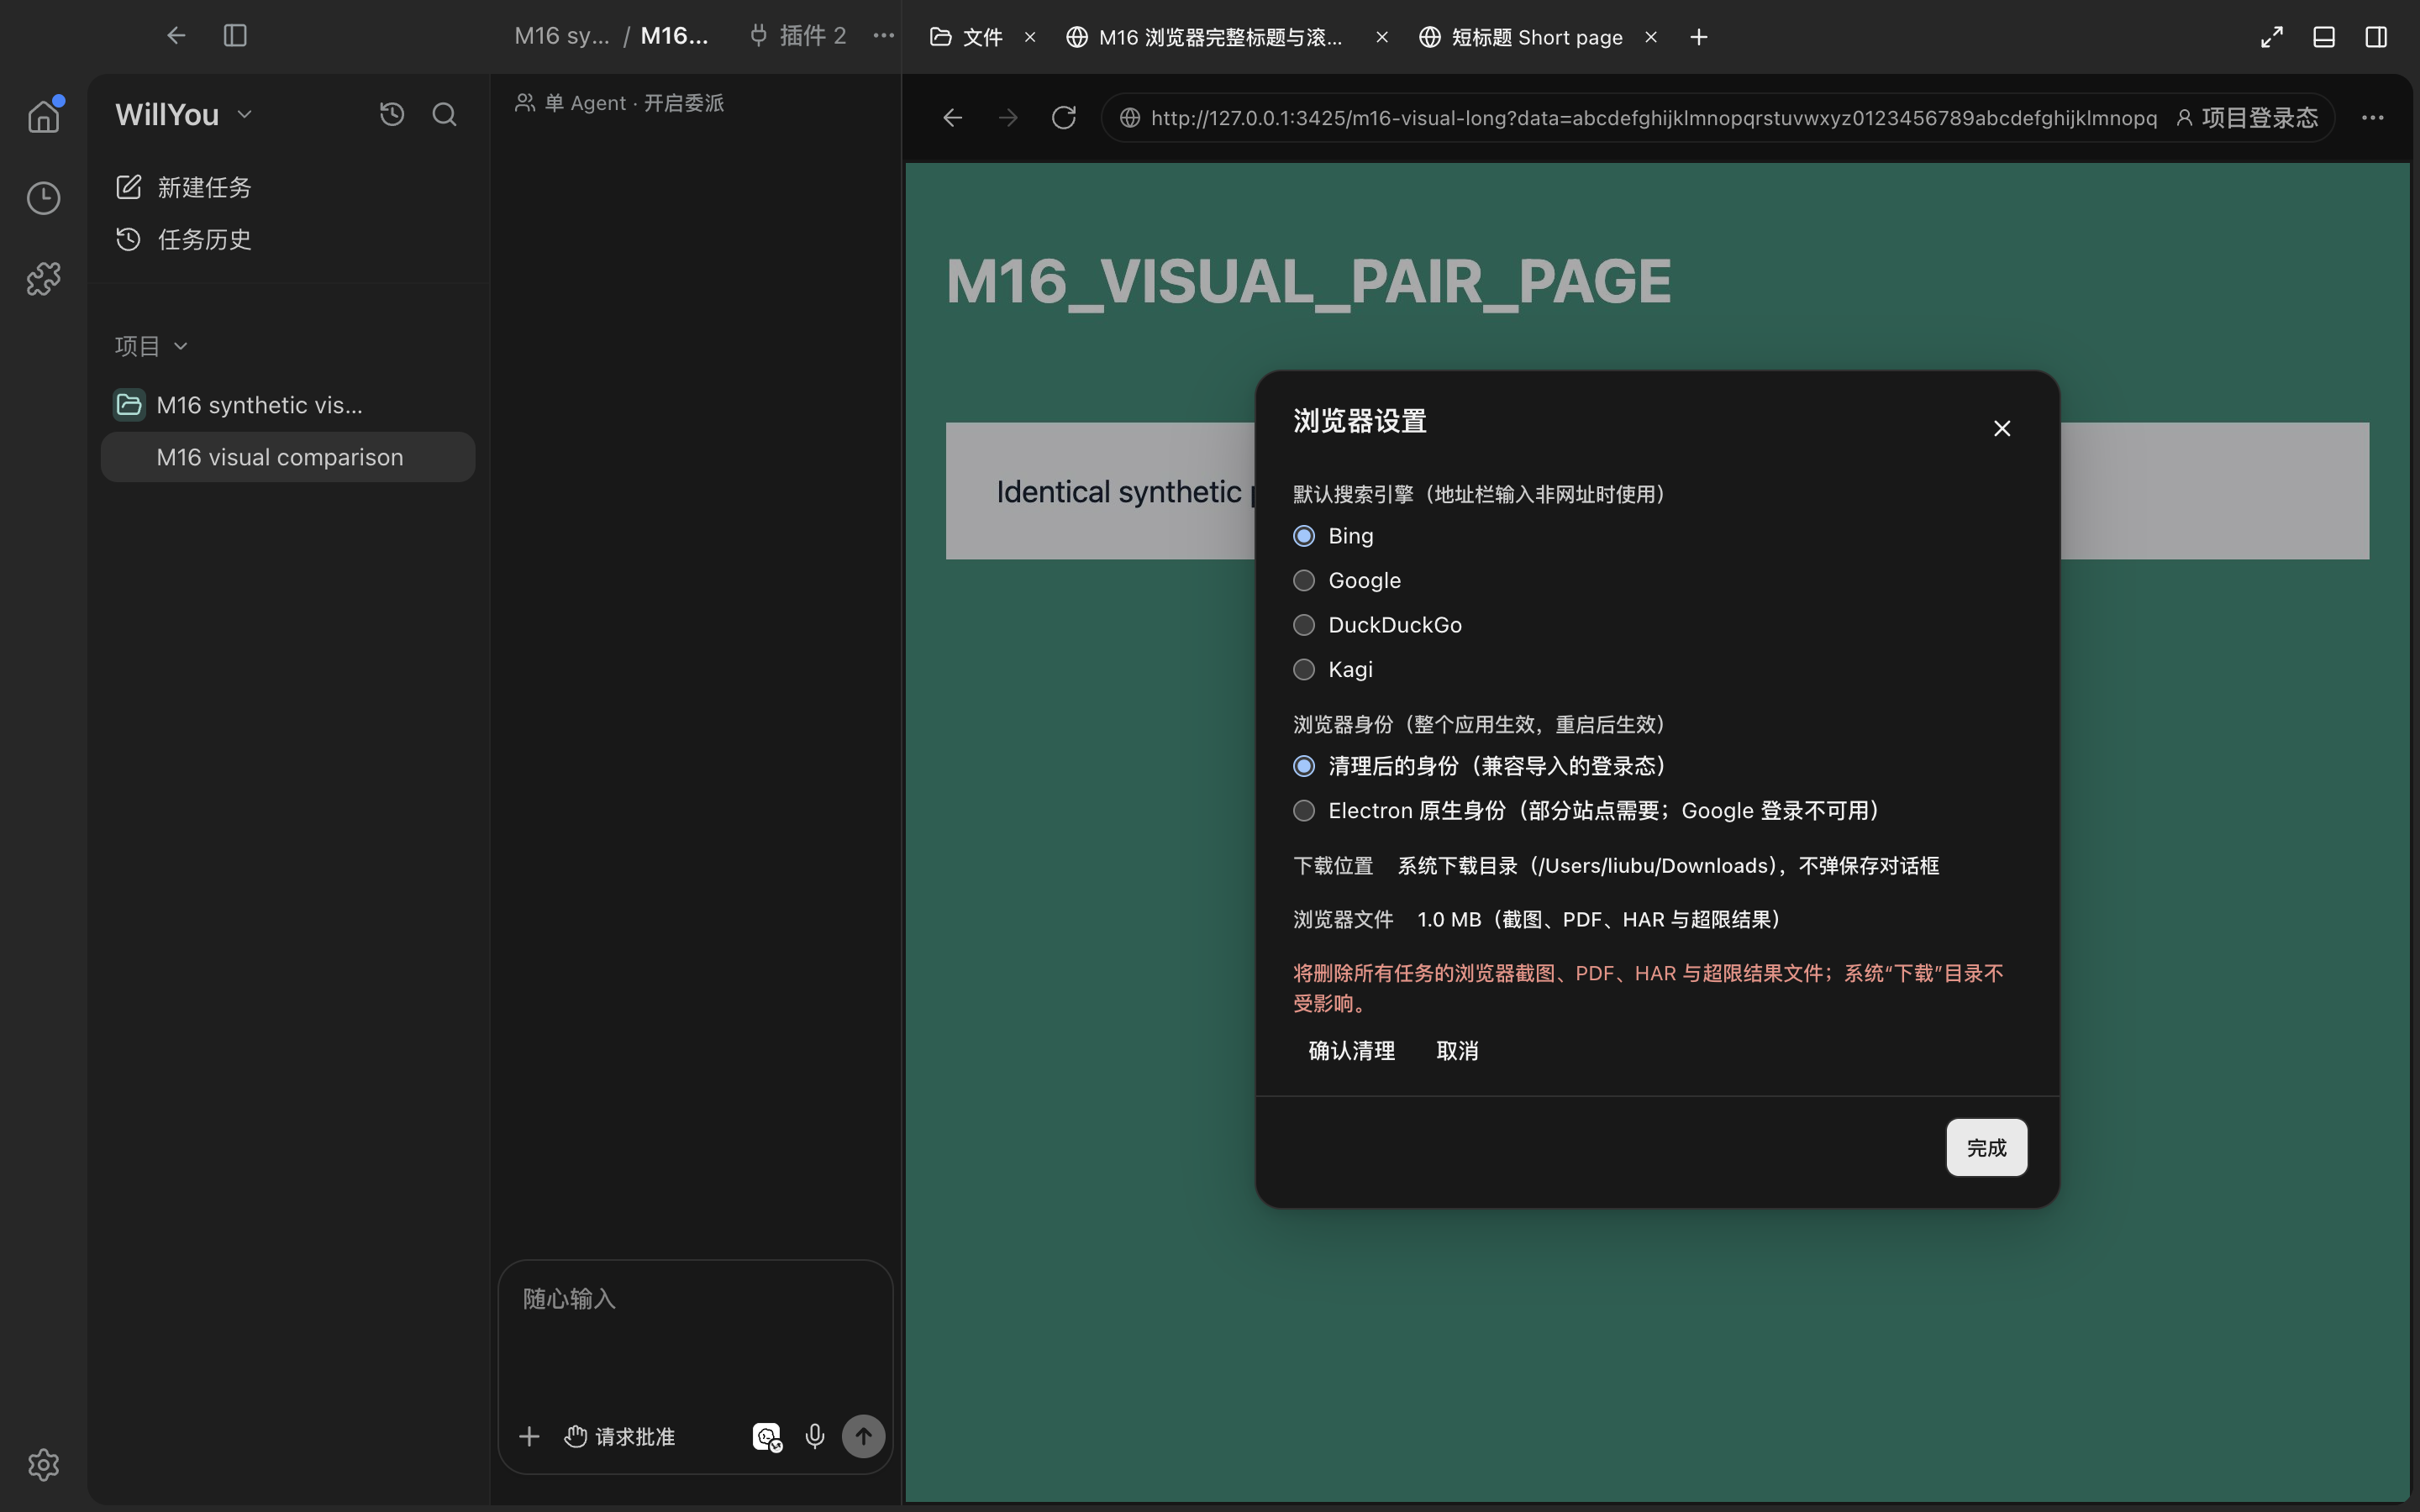 M16 sy... / M16...
插件 2
文件
M16 浏览器完整标题与滚...
短标题 Short page
WillYou
新建任务
任务历史
项目
M16 synthetic vis...
M16 visual comparison
单 Agent · 开启委派
随心输入
请求批准
http://127.0.0.1:3425/m16-visual-long?data=abcdefghijklmnopqrstuvwxyz0123456789abcdefghijklmnopq
项目登录态
M16_VISUAL_PAIR_PAGE
Identical synthetic
浏览器设置
默认搜索引擎（地址栏输入非网址时使用）
Bing
Google
DuckDuckGo
Kagi
浏览器身份（整个应用生效，重启后生效）
清理后的身份（兼容导入的登录态）
Electron 原生身份（部分站点需要；Google 登录不可用）
下载位置 系统下载目录（/Users/liubu/Downloads），不弹保存对话框
浏览器文件 1.0 MB（截图、PDF、HAR 与超限结果）
将删除所有任务的浏览器截图、PDF、HAR 与超限结果文件；系统“下载”目录不
受影响。
确认清理 取消
完成